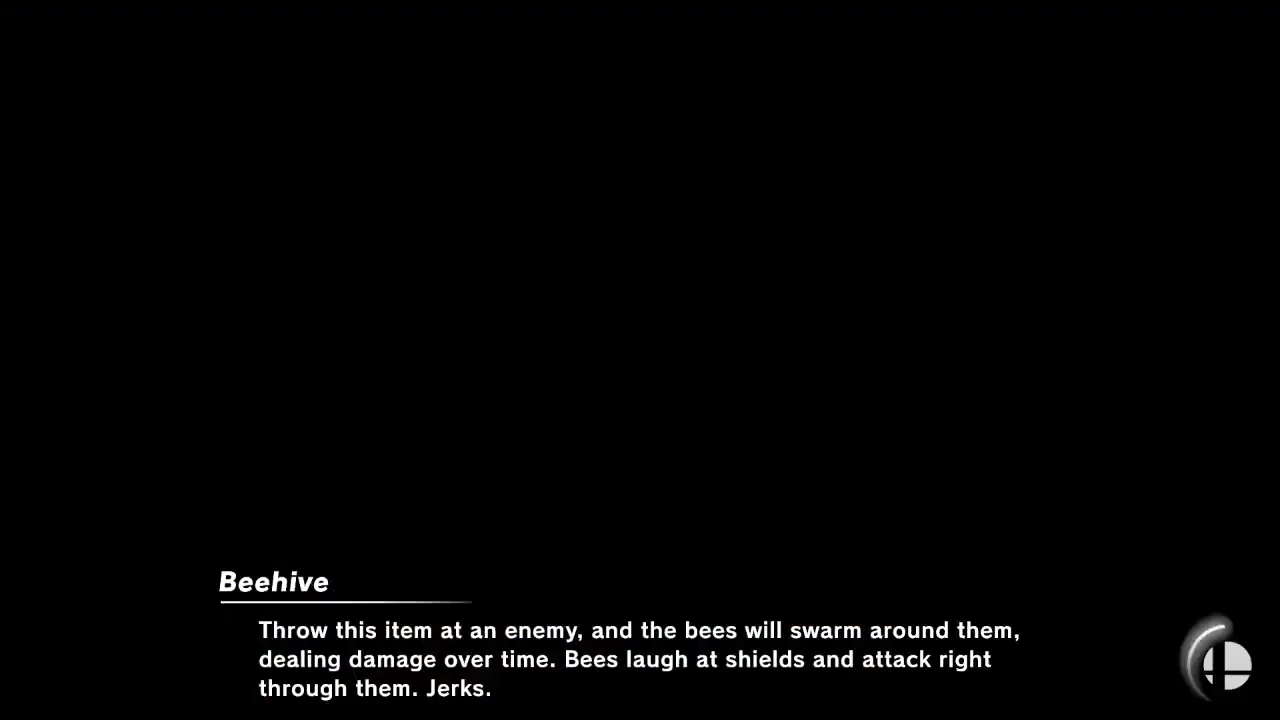 Beehive
Throw this item at an enemy, and the bees will swarm around them,
dealing damage over time. Bees laugh at shields and attack right
through them. Jerks.